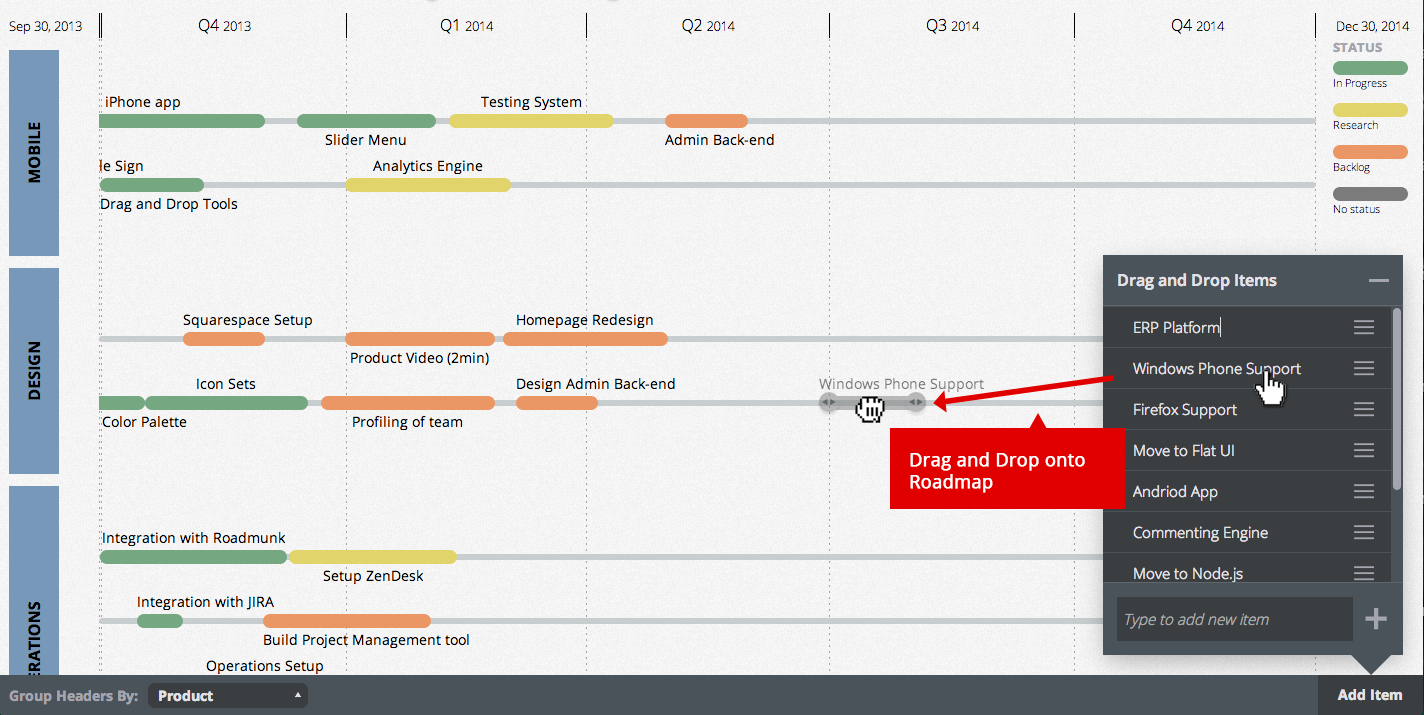 Sep 30, 2013
Q4 2013
Q1 2014
Q2 2014
Q3 2014
Q4 2014
Dec 30, 2014
STATUS
In Progress
Research
Backlog
No status
MOBILE
iPhone app
Testing System
Slider Menu
Admin Back-end
le Sign
Analytics Engine
Drag and Drop Tools
DESIGN
Squarespace Setup
Homepage Redesign
Product Video (2min)
Icon Sets
Design Admin Back-end
Windows Phone Support
Color Palette
Profiling of team
Drag and Drop onto
Roadmap
ERATIONS
Integration with Roadmunk
Setup ZenDesk
Integration with JIRA
Build Project Management tool
Operations Setup
Drag and Drop Items
ERP Platform
Windows Phone Support
Firefox Support
Move to Flat UI
Andriod App
Commenting Engine
Move to Node.js
Type to add new item
Group Headers By:
Product
Add Item